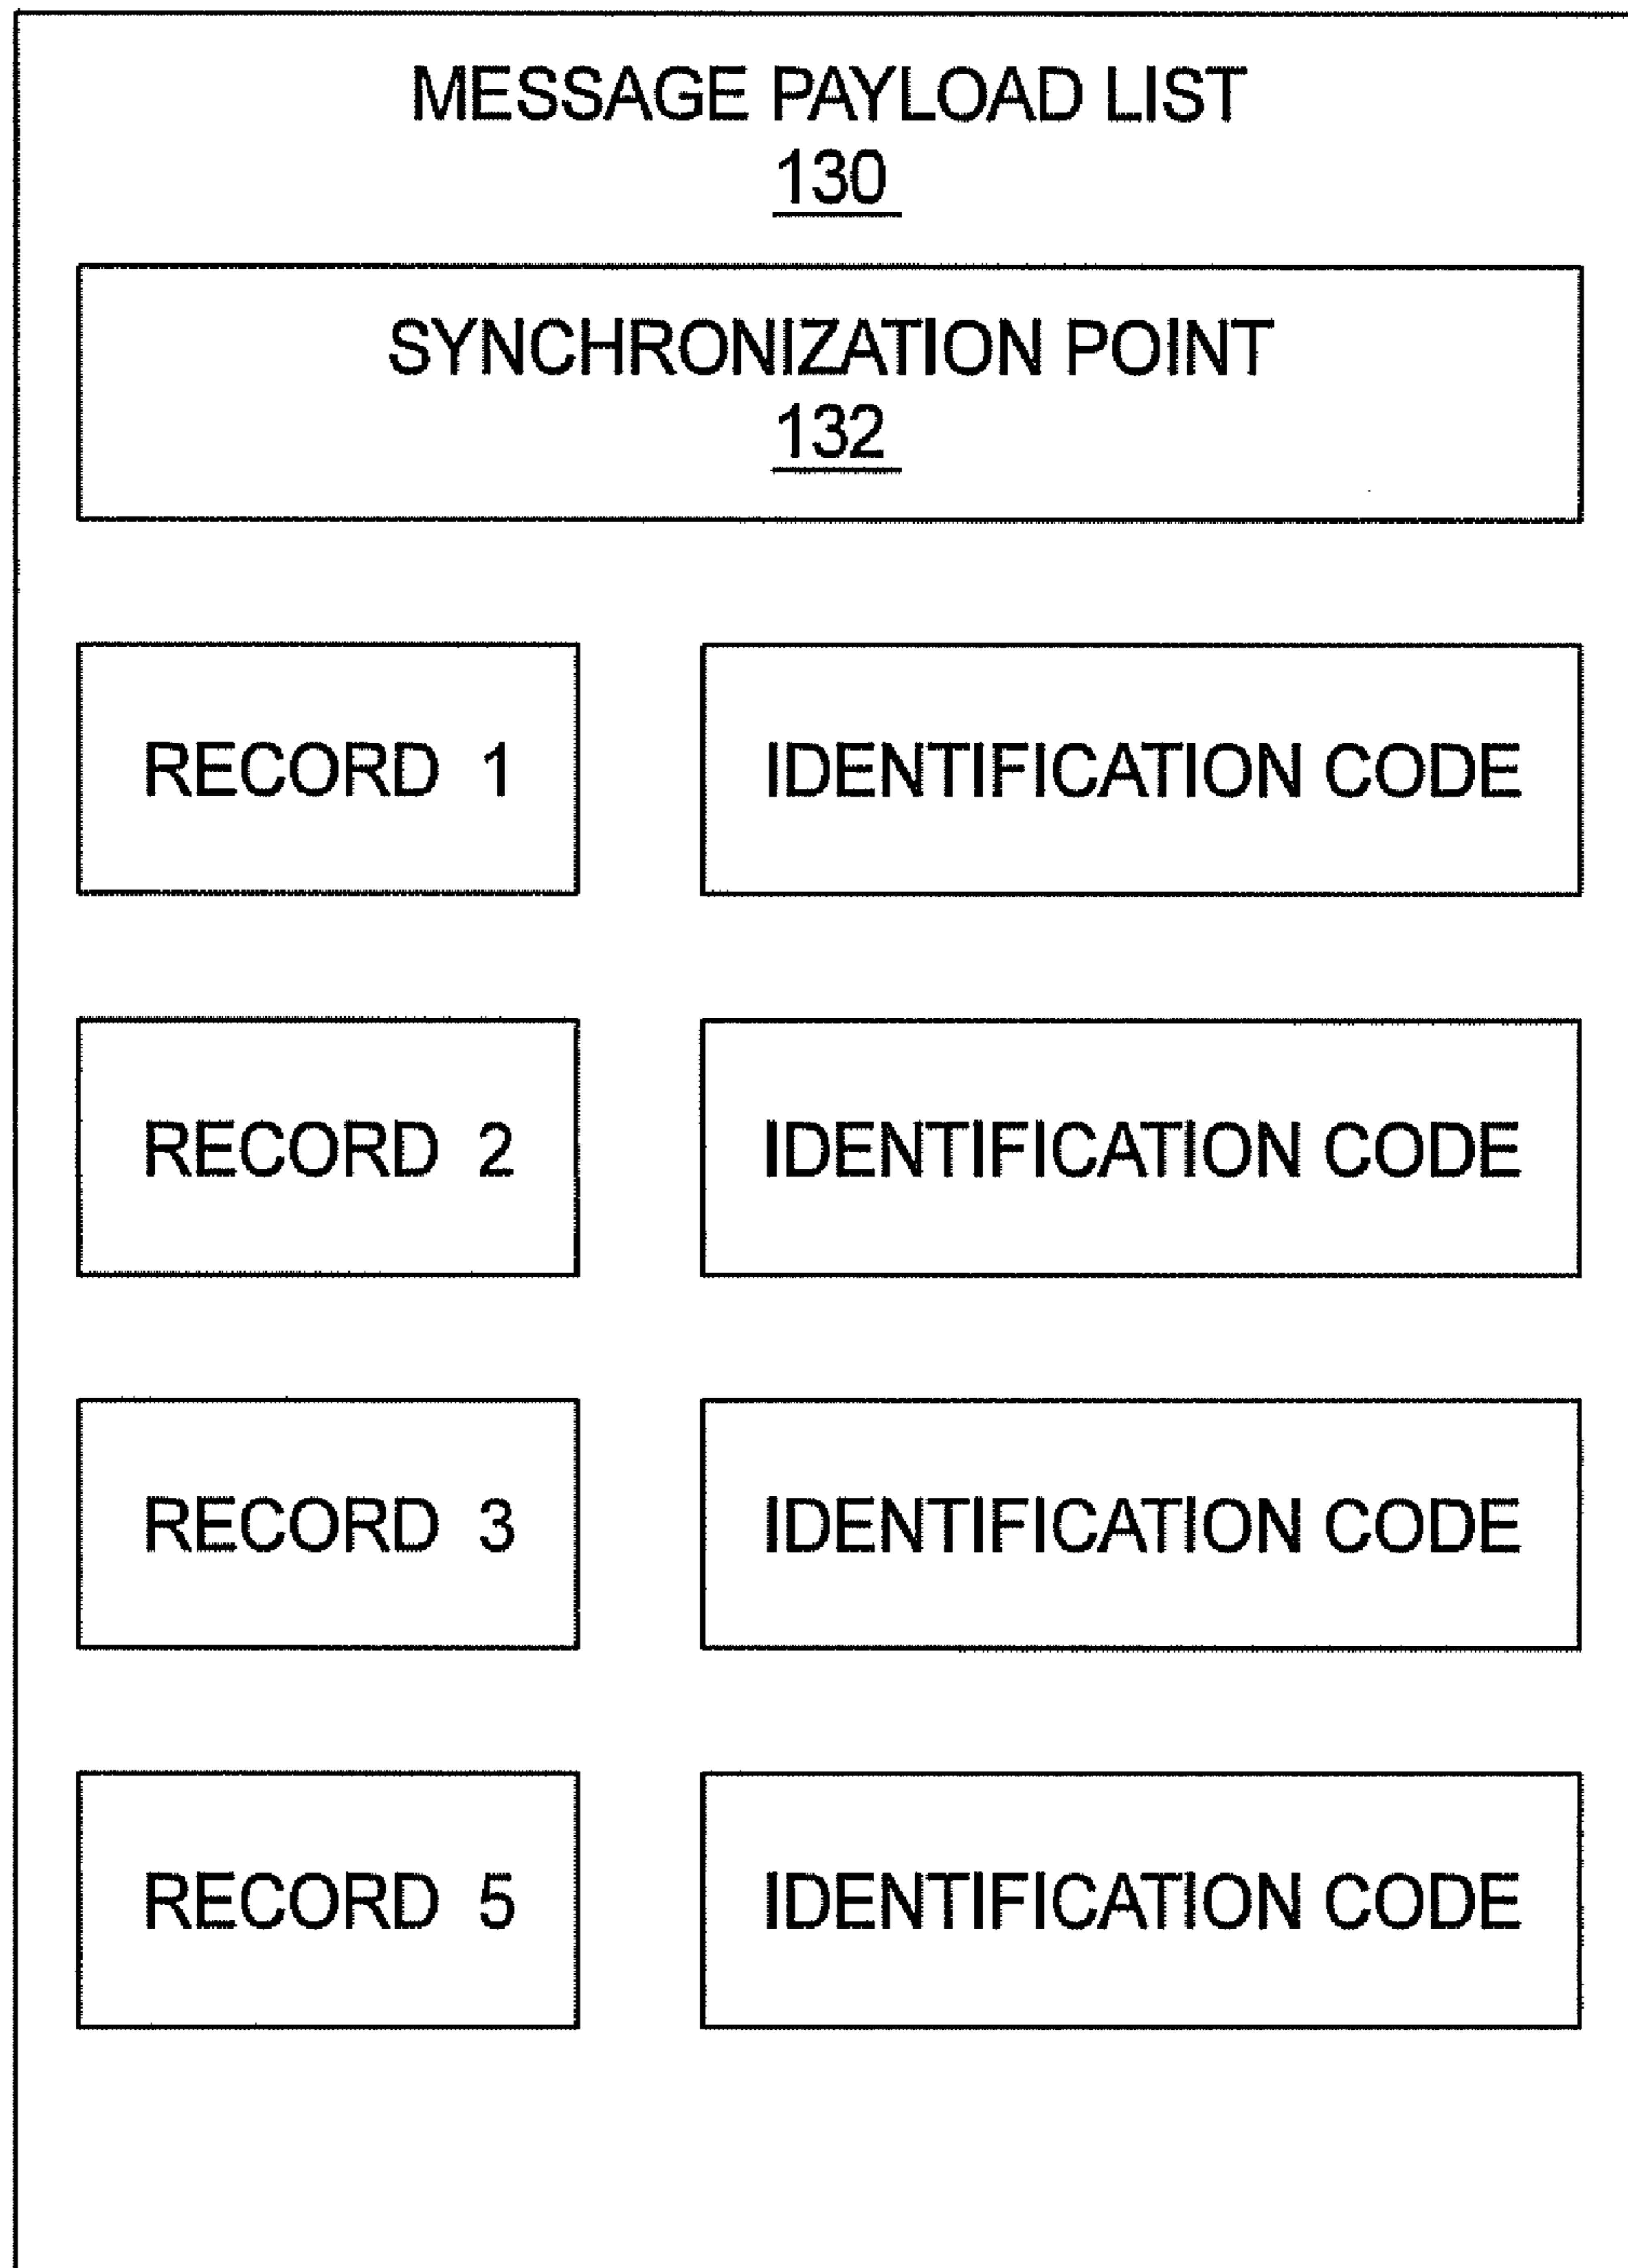 MESSAGE PAYLOAD LIST
130
SYNCHRONIZATION POINT
132
RECORD 1 IDENTIFICATION CODE
RECORD 2 IDENTIFICATION CODE
RECORD 3 IDENTIFICATION CODE
RECORD 5 IDENTIFICATION CODE